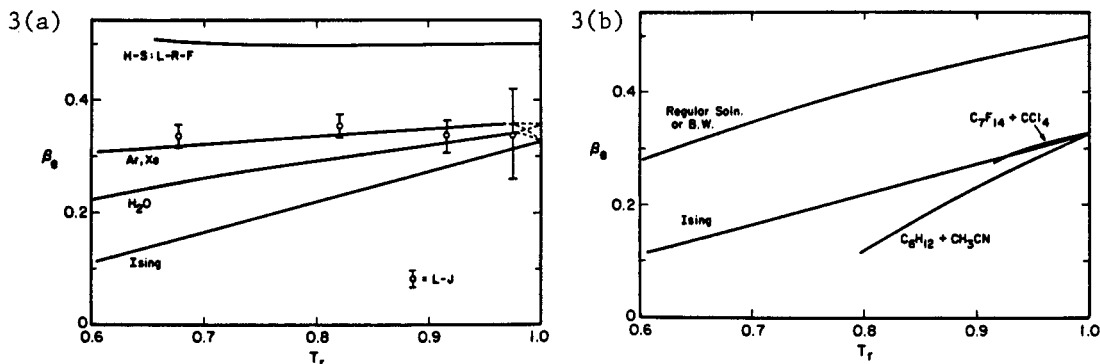 3(a)
H-S:L-R-F
0.4
βe
Ar, Xe
0.2
H2O
Ising
= L-J
0
0.6
0.7
0.8
0.9
1.0
Tr
3(b)
0.4
Regular Soln.
or B.W.
C7F14 + CCl4
βe
0.2
Ising
C6H12 + CH3CN
0
0.6
0.7
0.8
0.9
1.0
Tr